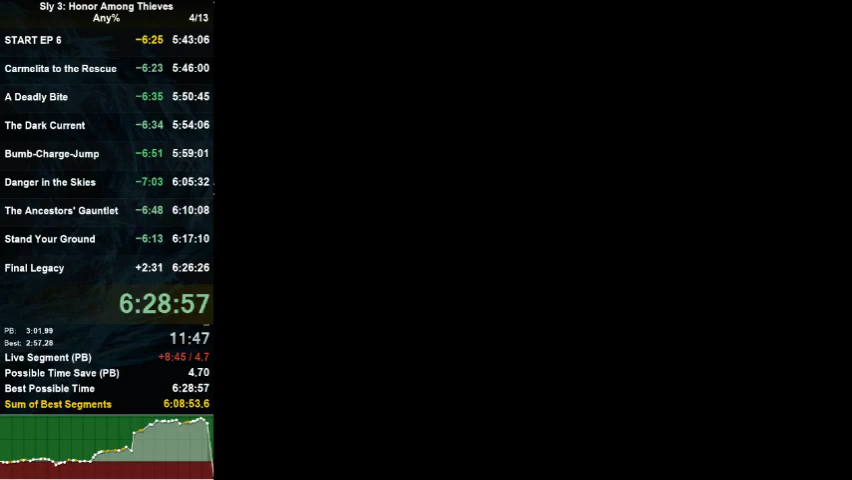 Sly 3: Honor Among Thieves
Any% 4/13
START EP 6 −6:25 5:43:06
Carmelita to the Rescue −6:23 5:46:00
A Deadly Bite −6:35 5:50:45
The Dark Current −6:34 5:54:06
Bumb-Charge-Jump −6:51 5:59:01
Danger in the Skies −7:03 6:05:32
The Ancestors' Gauntlet −6:48 6:10:08
Stand Your Ground −6:13 6:17:10
Final Legacy +2:31 6:26:26
6:28:57
PB: 3:01.99
Best: 2:57.28 11:47
Live Segment (PB) +8:45 / 4.7
Possible Time Save (PB) 4.70
Best Possible Time 6:28:57
Sum of Best Segments 6:08:53.6